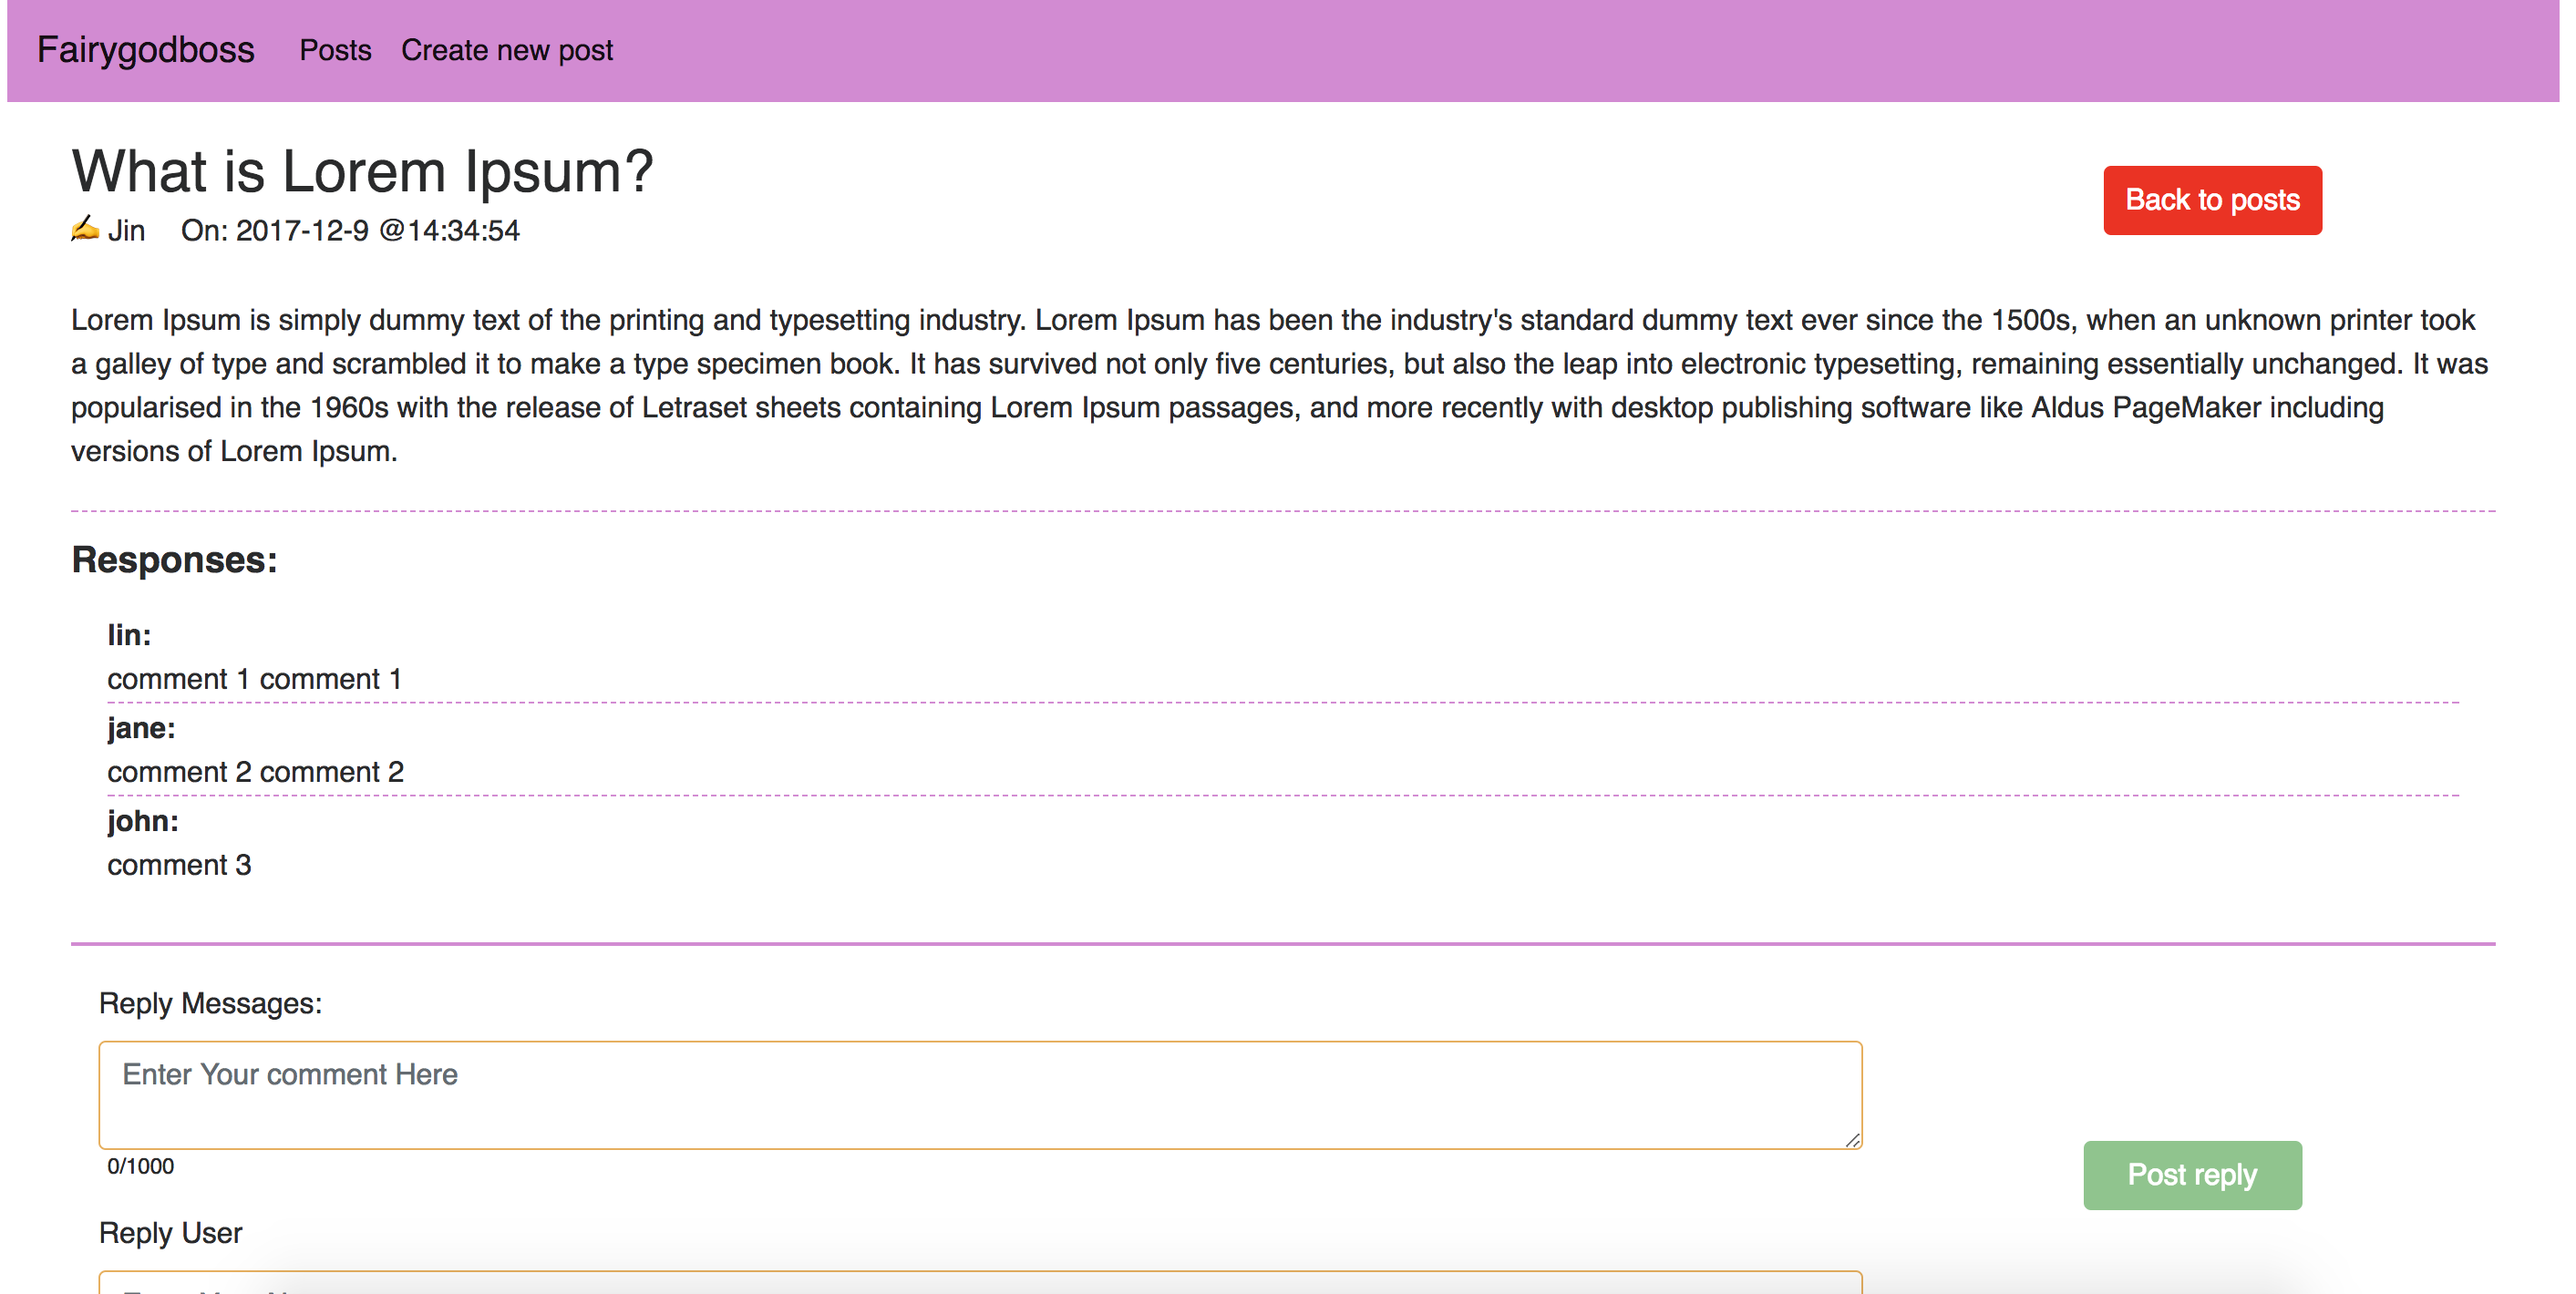 Fairygodboss Posts Create new post
What is Lorem Ipsum?
Back to posts
✍ Jin On: 2017-12-9 @14:34:54
Lorem Ipsum is simply dummy text of the printing and typesetting industry. Lorem Ipsum has been the industry's standard dummy text ever since the 1500s, when an unknown printer took
a galley of type and scrambled it to make a type specimen book. It has survived not only five centuries, but also the leap into electronic typesetting, remaining essentially unchanged. It was
popularised in the 1960s with the release of Letraset sheets containing Lorem Ipsum passages, and more recently with desktop publishing software like Aldus PageMaker including
versions of Lorem Ipsum.
Responses:
lin:
comment 1 comment 1
jane:
comment 2 comment 2
john:
comment 3
Reply Messages:
Enter Your comment Here
0/1000
Post reply
Reply User